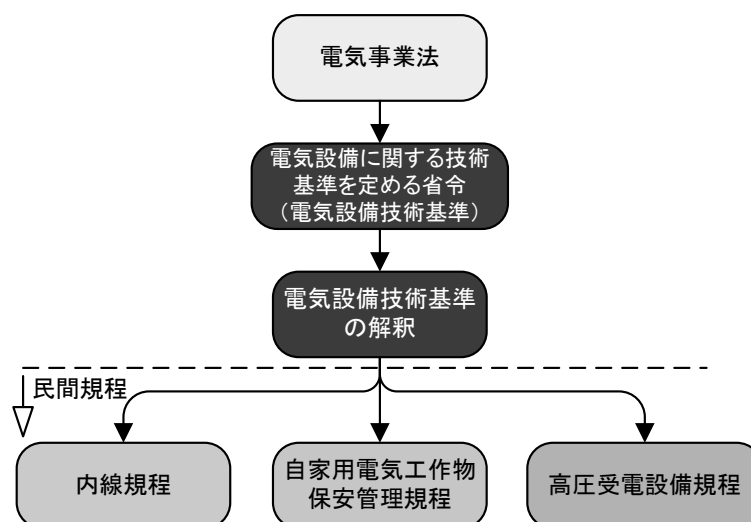 電気事業法
電気設備に関する技術
基準を定める省令
（電気設備技術基準）
電気設備技術基準
の解釈
民間規程
内線規程
自家用電気工作物
保安管理規程
高圧受電設備規程